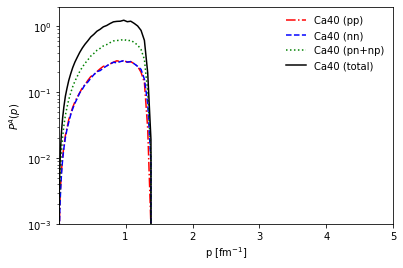 10⁰
10⁻¹
10⁻²
10⁻³
Pᴬ(p)
Ca40 (pp)
Ca40 (nn)
Ca40 (pn+np)
Ca40 (total)
1 2 3 4 5
p [fm⁻¹]